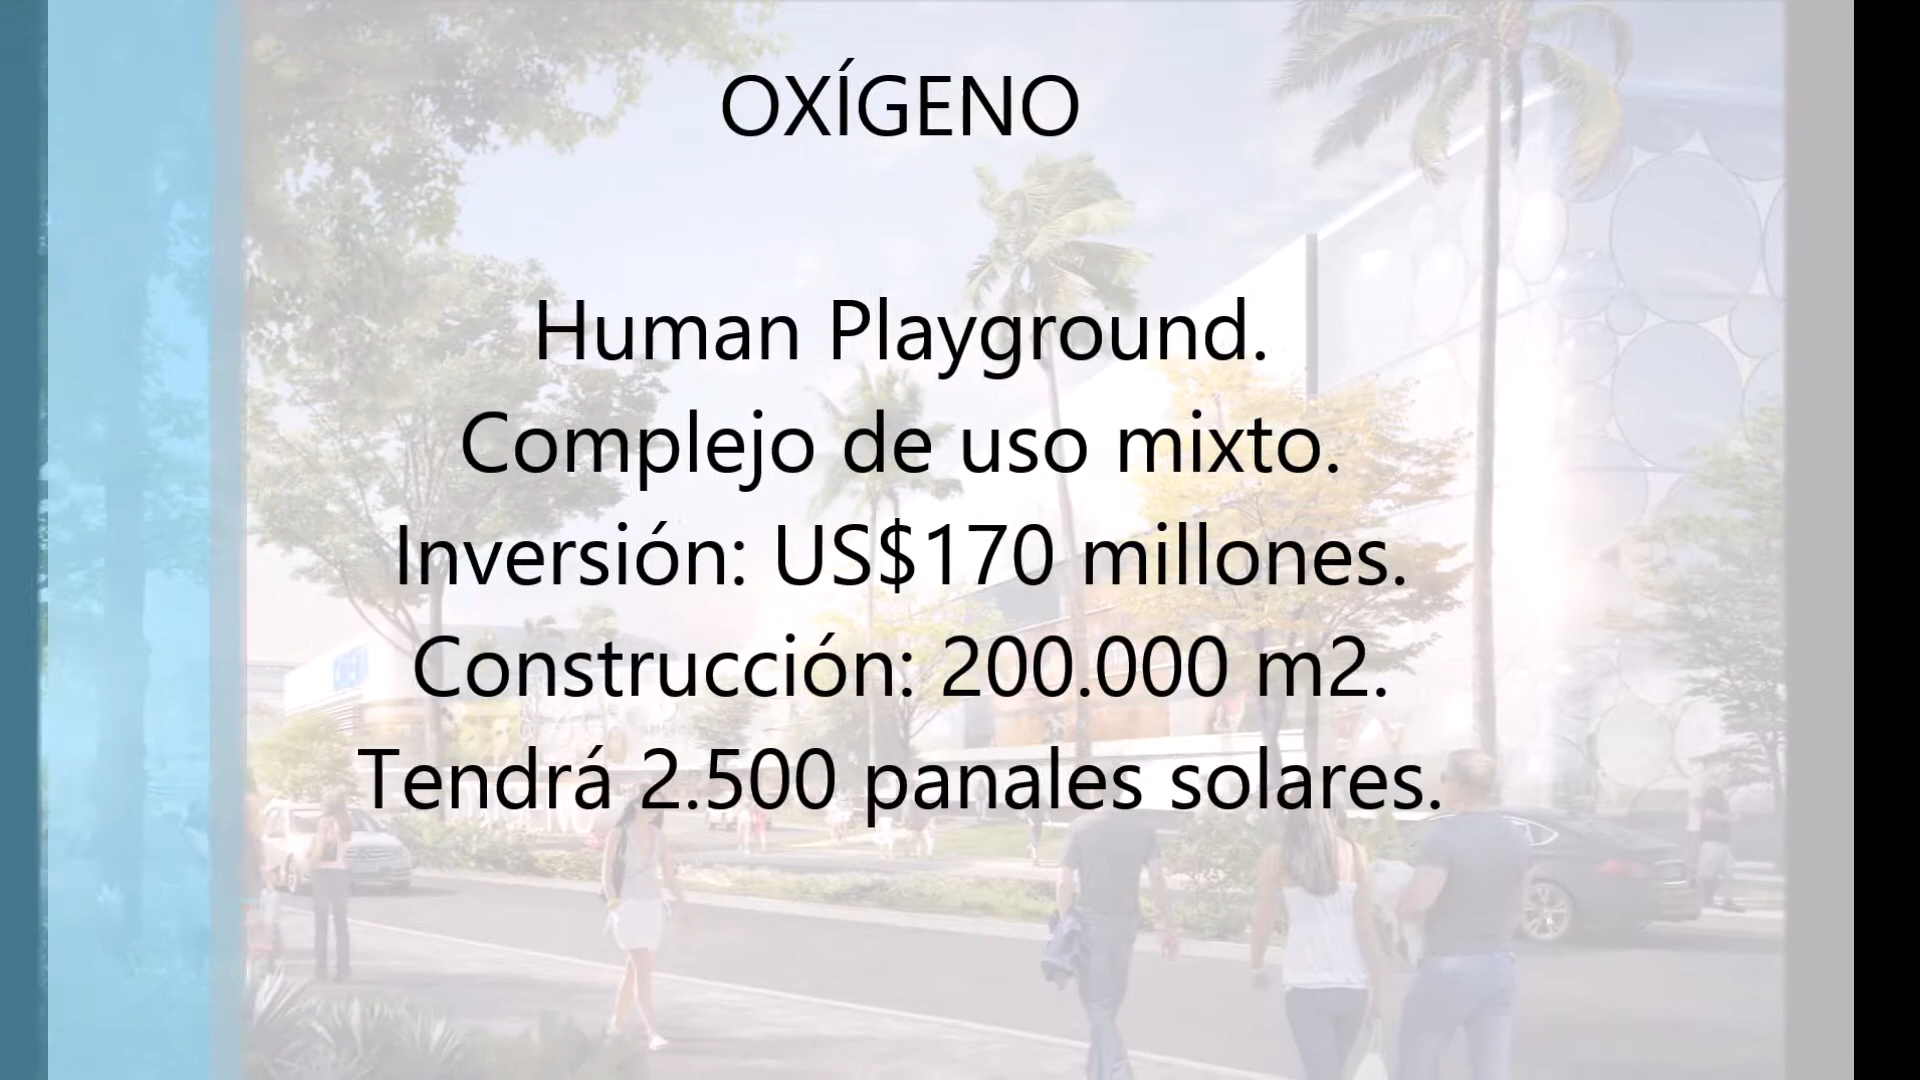 OXÍGENO
Human Playground.
Complejo de uso mixto.
Inversión: US$170 millones.
Construcción: 200.000 m2.
Tendrá 2.500 panales solares.